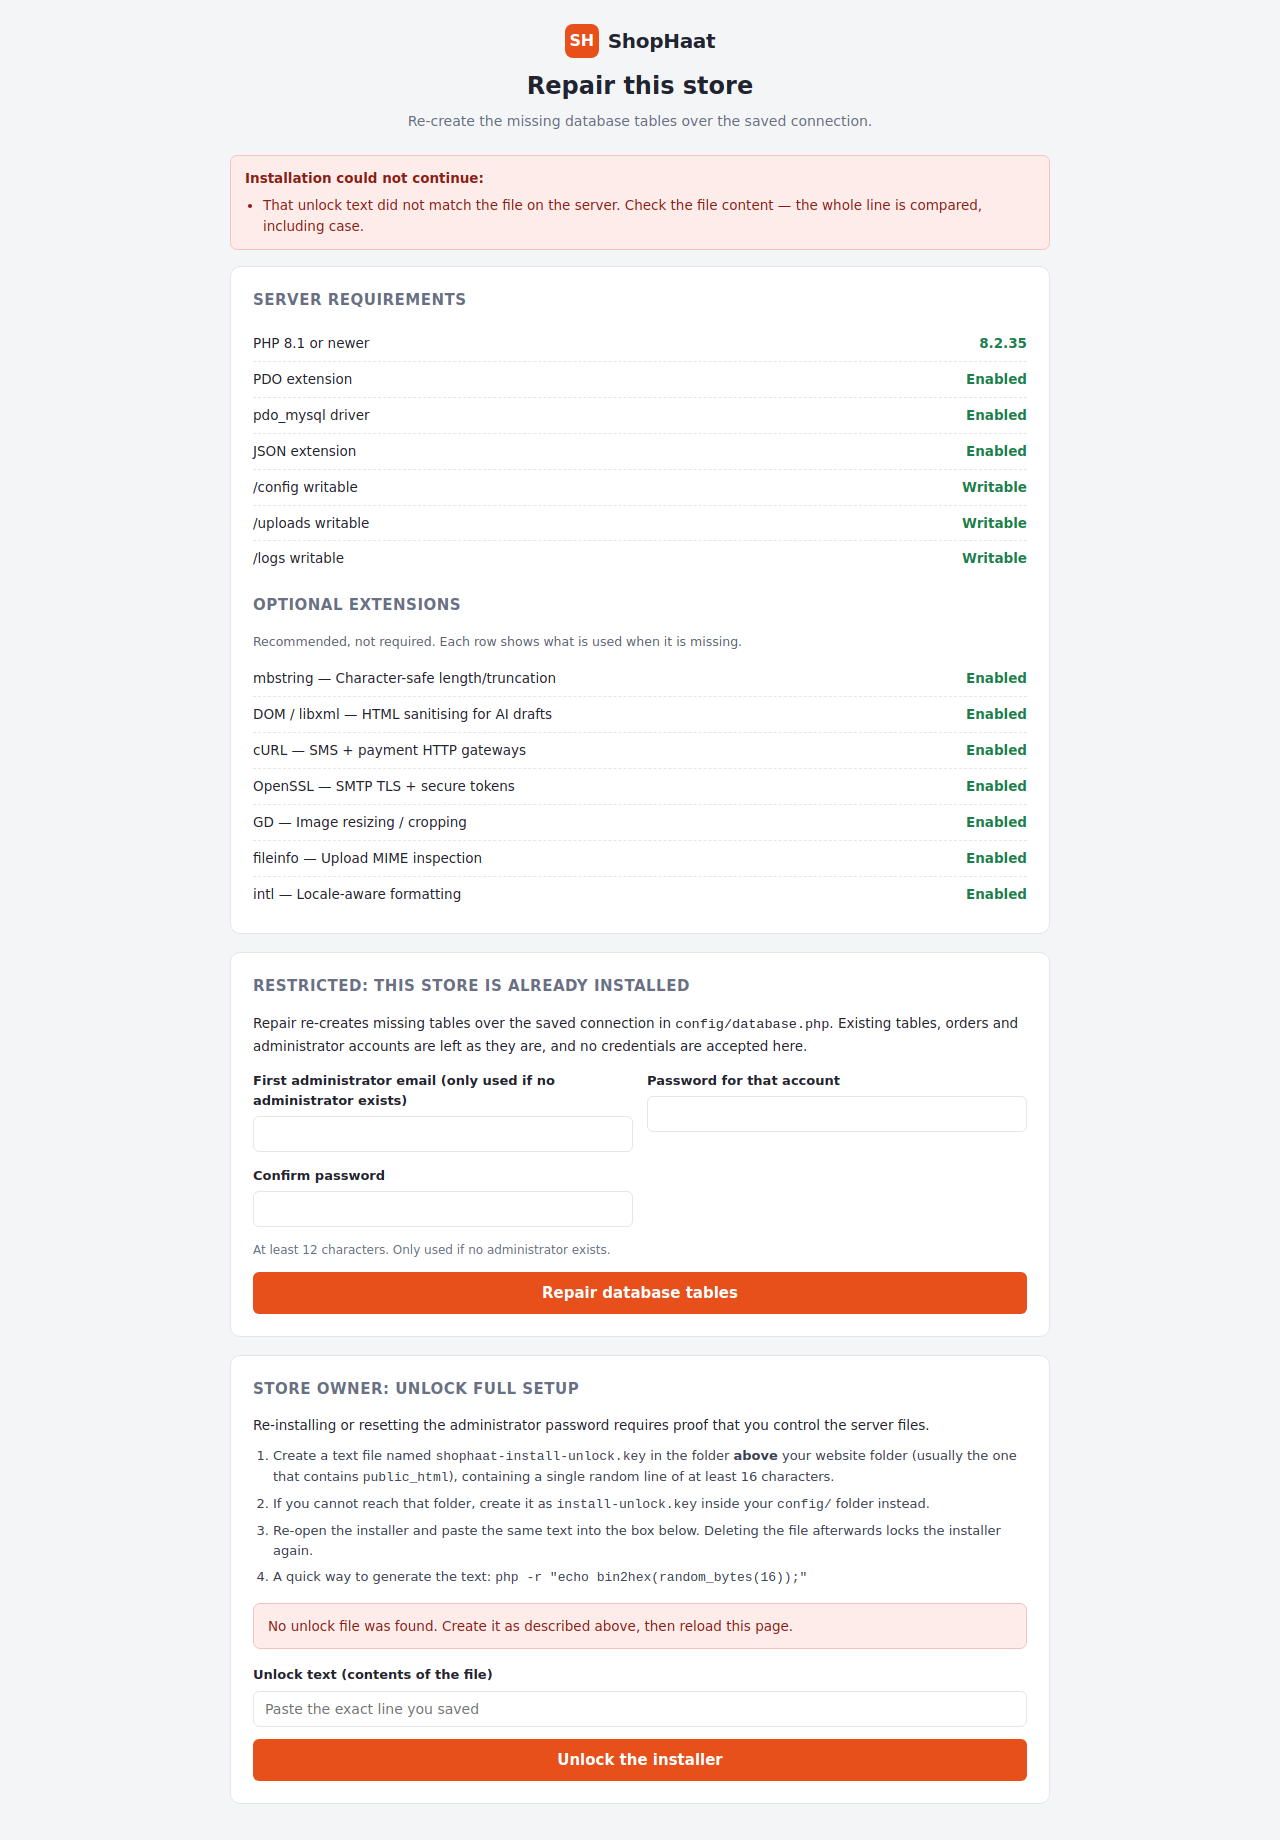 SH ShopHaat
Repair this store
Re-create the missing database tables over the saved connection.
Installation could not continue:
• That unlock text did not match the file on the server. Check the file content — the whole line is compared,
including case.
SERVER REQUIREMENTS
PHP 8.1 or newer 8.2.35
PDO extension Enabled
pdo_mysql driver Enabled
JSON extension Enabled
/config writable Writable
/uploads writable Writable
/logs writable Writable
OPTIONAL EXTENSIONS
Recommended, not required. Each row shows what is used when it is missing.
mbstring — Character-safe length/truncation Enabled
DOM / libxml — HTML sanitising for AI drafts Enabled
cURL — SMS + payment HTTP gateways Enabled
OpenSSL — SMTP TLS + secure tokens Enabled
GD — Image resizing / cropping Enabled
fileinfo — Upload MIME inspection Enabled
intl — Locale-aware formatting Enabled
RESTRICTED: THIS STORE IS ALREADY INSTALLED
Repair re-creates missing tables over the saved connection in config/database.php. Existing tables, orders and
administrator accounts are left as they are, and no credentials are accepted here.
First administrator email (only used if no
administrator exists)
Password for that account
Confirm password
At least 12 characters. Only used if no administrator exists.
Repair database tables
STORE OWNER: UNLOCK FULL SETUP
Re-installing or resetting the administrator password requires proof that you control the server files.
1. Create a text file named shophaat-install-unlock.key in the folder above your website folder (usually the one
that contains public_html), containing a single random line of at least 16 characters.
2. If you cannot reach that folder, create it as install-unlock.key inside your config/ folder instead.
3. Re-open the installer and paste the same text into the box below. Deleting the file afterwards locks the installer
again.
4. A quick way to generate the text: php -r "echo bin2hex(random_bytes(16));"
No unlock file was found. Create it as described above, then reload this page.
Unlock text (contents of the file)
Paste the exact line you saved
Unlock the installer